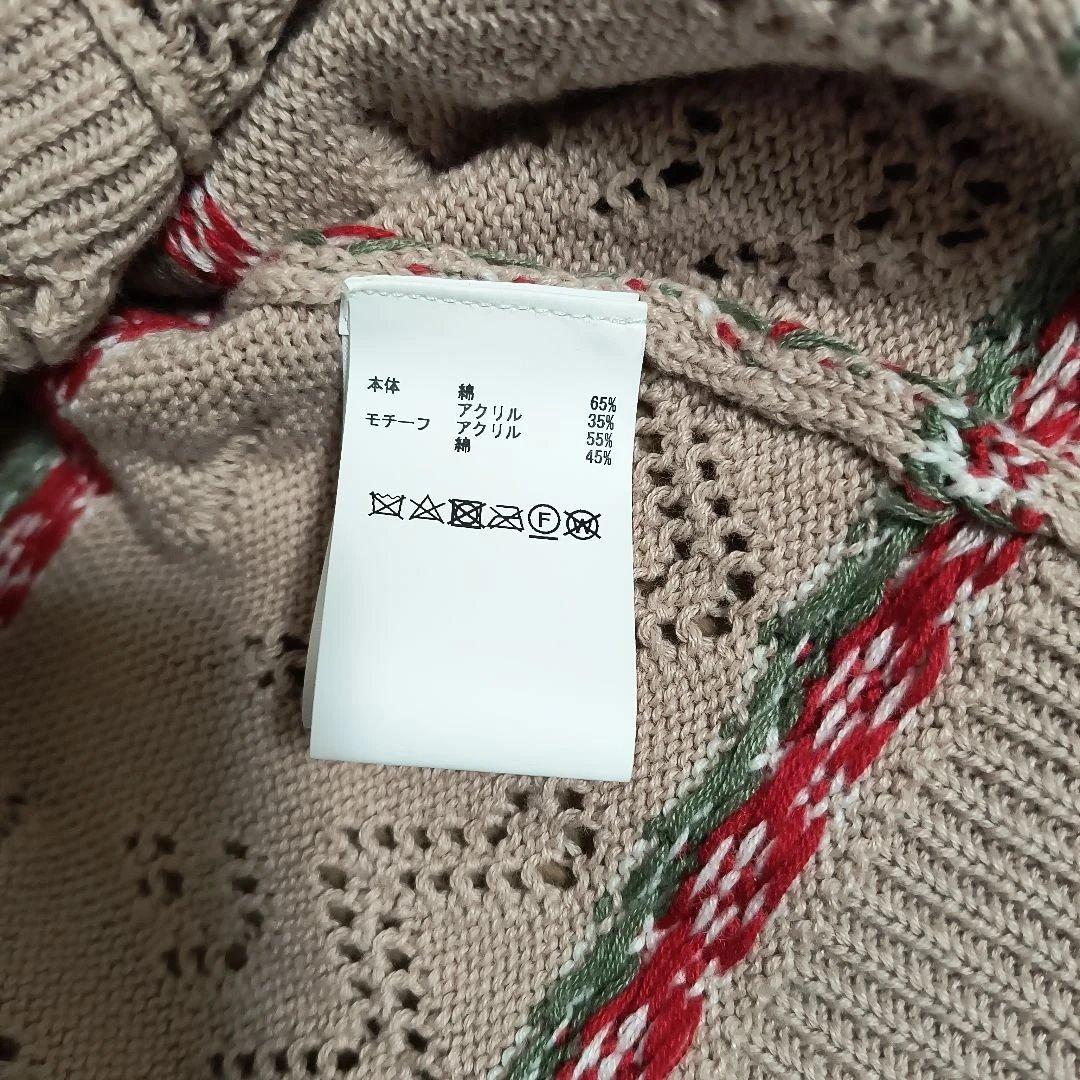 本体 綿 65%
アクリル 35%
モチーフ アクリル 55%
綿 45%
F W